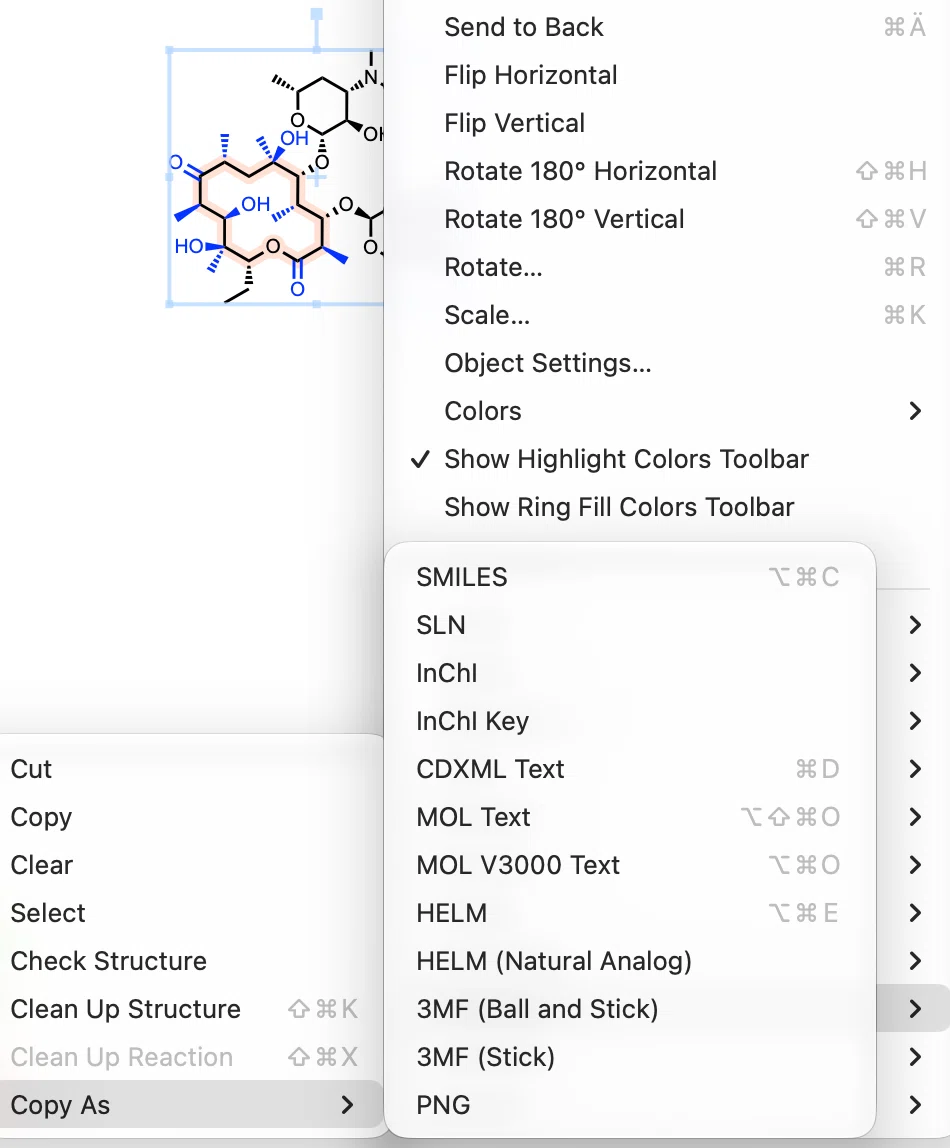 Send to Back ⌘Ä
Flip Horizontal
Flip Vertical
Rotate 180° Horizontal ⇧⌘H
Rotate 180° Vertical ⇧⌘V
Rotate... ⌘R
Scale... ⌘K
Object Settings...
Colors
✓ Show Highlight Colors Toolbar
Show Ring Fill Colors Toolbar
N
O
OH
OH
O
O
OH
O
HO
O
O
O
SMILES ⌥⌘C
SLN
InChI
InChI Key
CDXML Text ⌘D
MOL Text ⌥⇧⌘O
MOL V3000 Text ⌥⌘O
HELM ⌥⌘E
HELM (Natural Analog)
3MF (Ball and Stick)
3MF (Stick)
PNG
Cut
Copy
Clear
Select
Check Structure
Clean Up Structure ⇧⌘K
Clean Up Reaction ⇧⌘X
Copy As